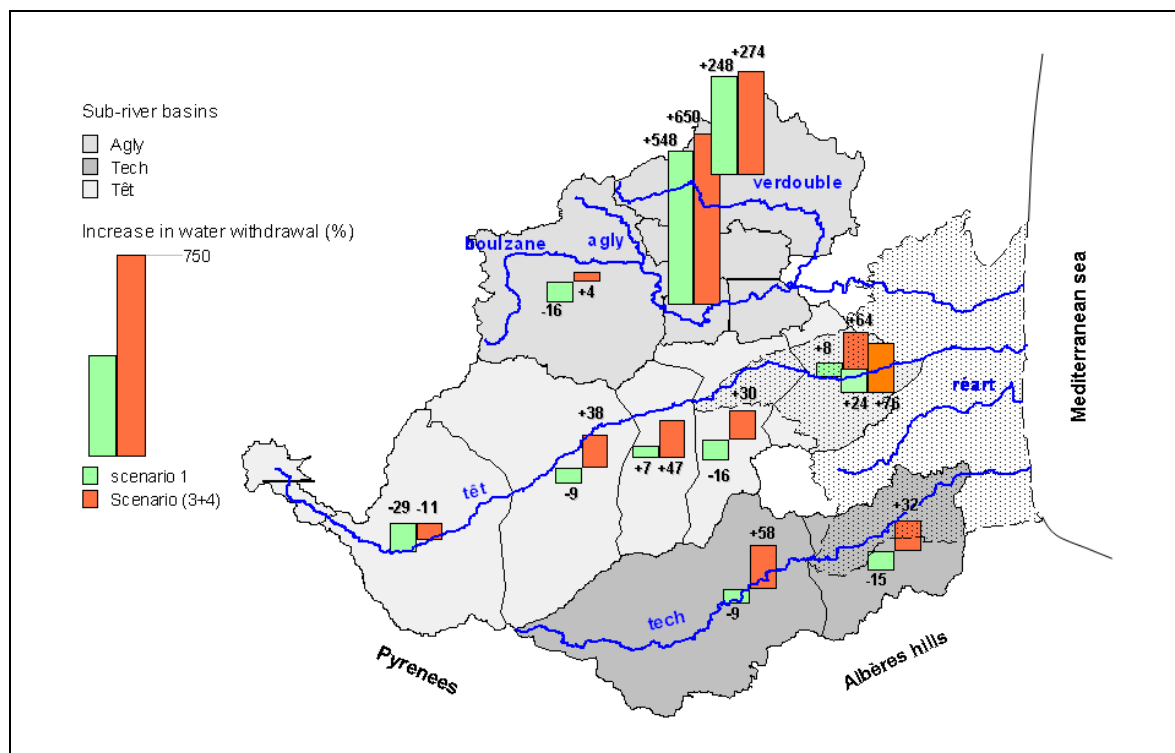 Sub-river basins
Agly
Tech
Têt
Increase in water withdrawal (%)
750
scenario 1
Scenario (3+4)
+274
+248
+650
+548
verdouble
boulzane
agly
-16
+4
+64
+8
+24
+76
réart
Mediterranean sea
+30
-16
+38
-9
+7
+47
têt
-29
-11
+32
-15
+58
-9
tech
Pyrenees
Albères hills